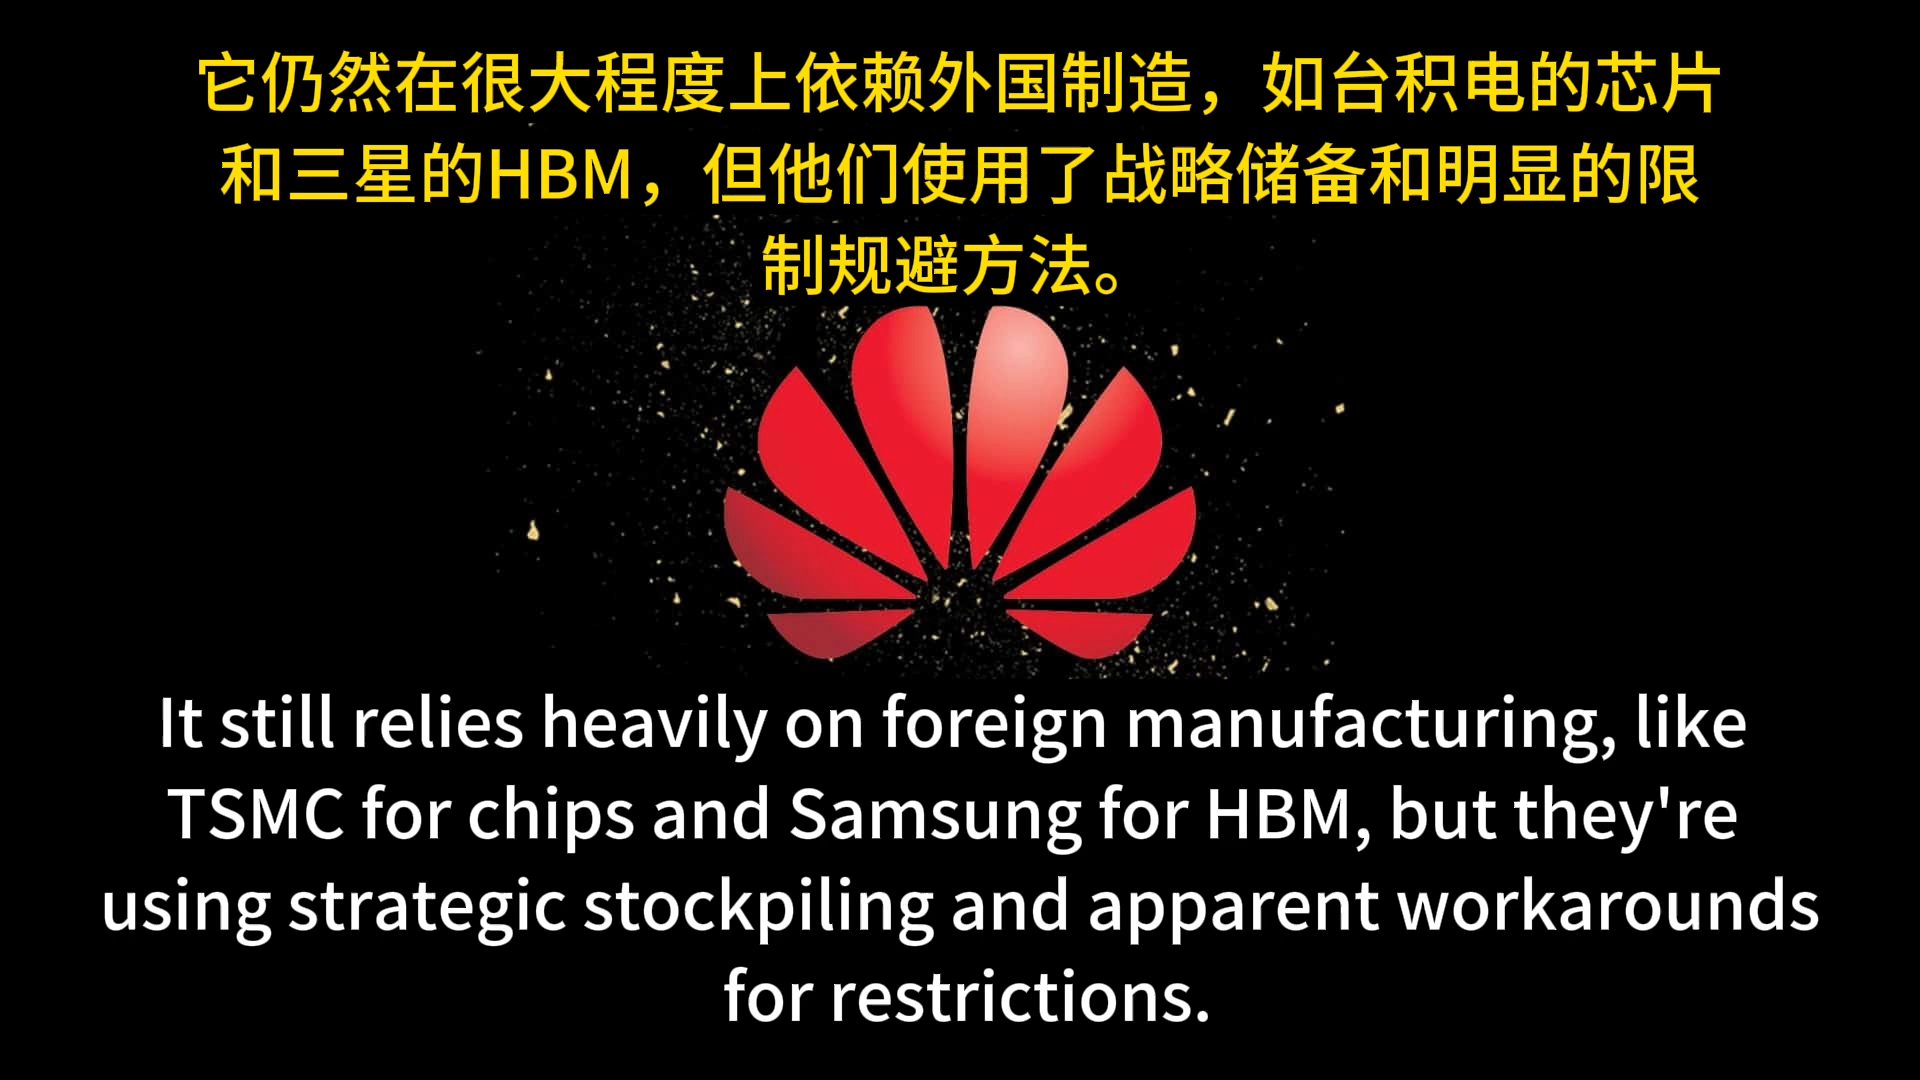 它仍然在很大程度上依赖外国制造，如台积电的芯片
和三星的HBM，但他们使用了战略储备和明显的限
制规避方法。
It still relies heavily on foreign manufacturing, like
TSMC for chips and Samsung for HBM, but they're
using strategic stockpiling and apparent workarounds
for restrictions.